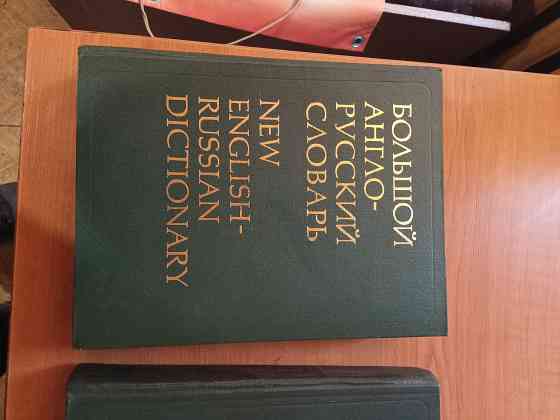 БОЛЬШОЙ
АНГЛО-
РУССКИЙ
СЛОВАРЬ
NEW
ENGLISH-
RUSSIAN
DICTIONARY